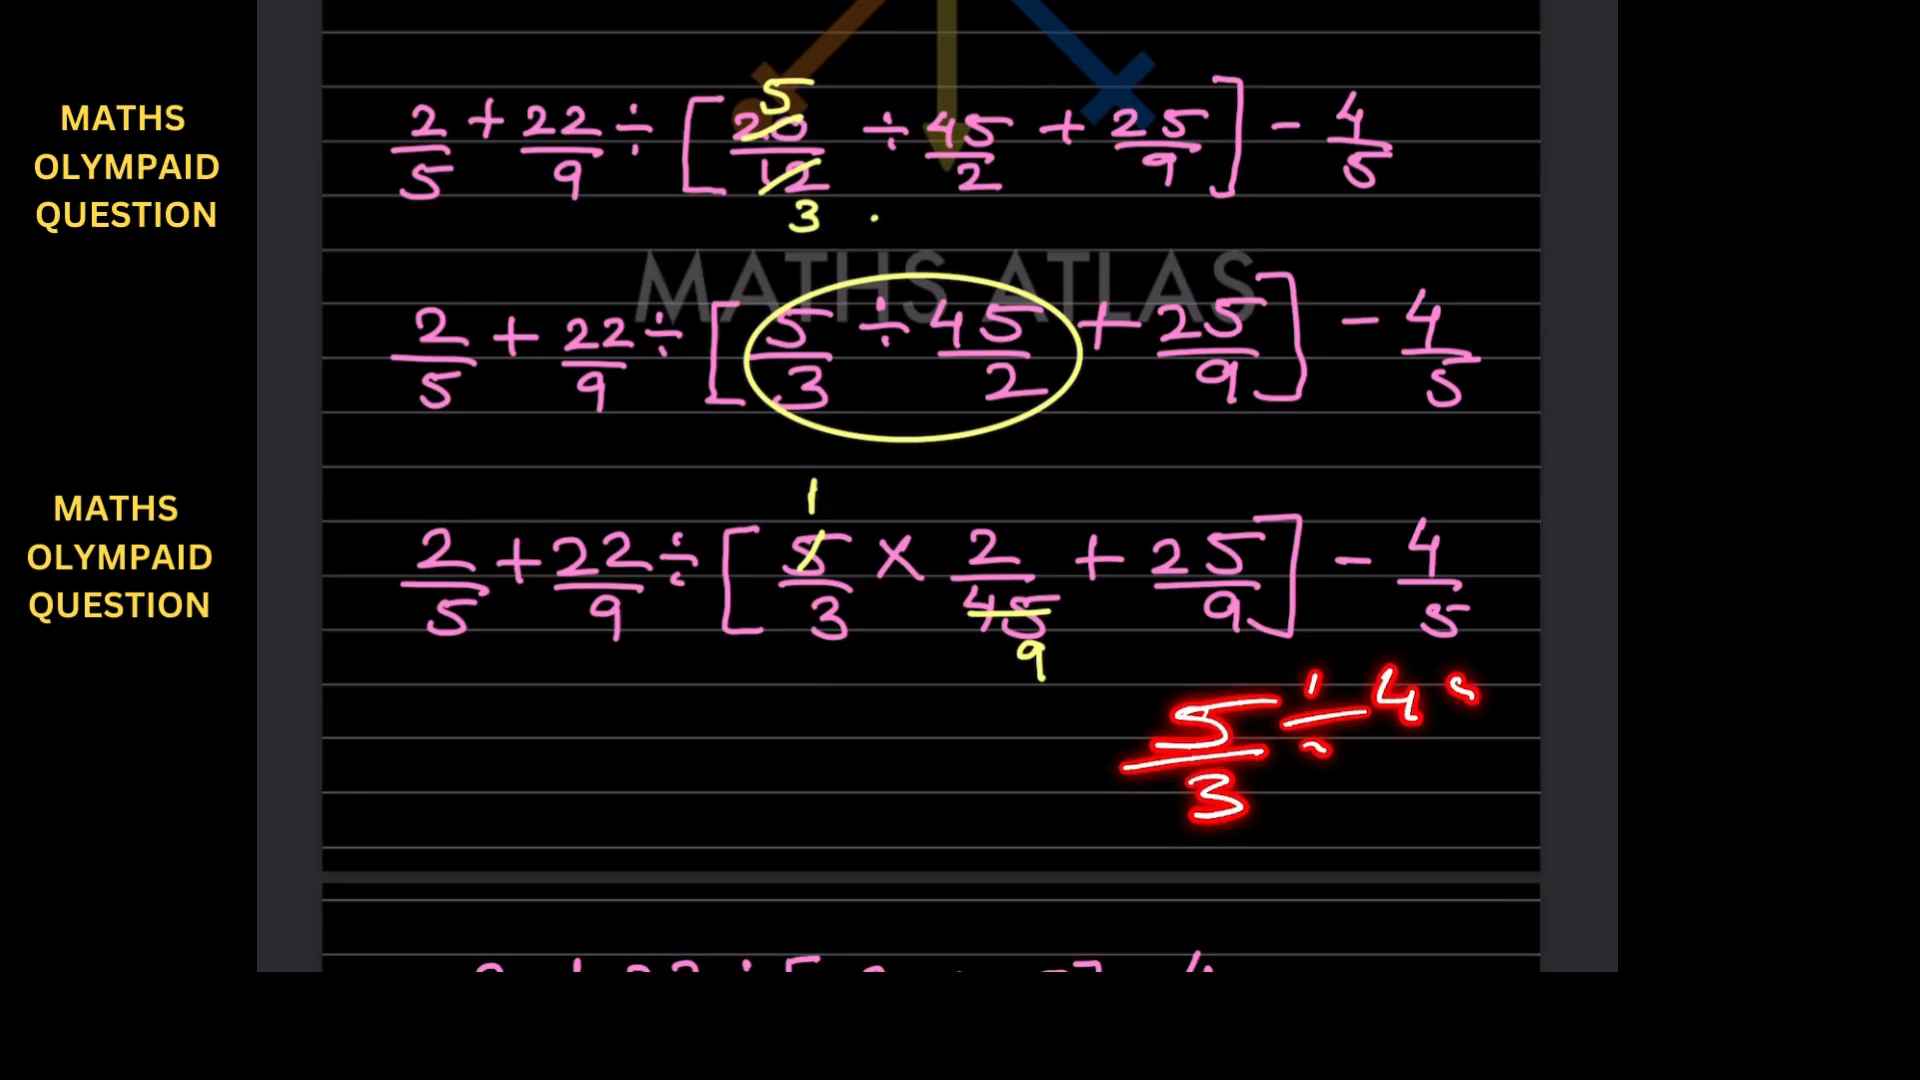 MATHS
OLYMPAID
QUESTION
5
2/5 + 22/9 ÷ [20/12 ÷ 45/2 + 25/9] - 4/5
3 .
MATHS ATLAS
2/5 + 22/9 ÷ [5/3 ÷ 45/2 + 25/9] - 4/5
MATHS
OLYMPAID
QUESTION
1
2/5 + 22/9 ÷ [5/3 × 2/45 + 25/9] - 4/5
9
5/3 ÷ 4